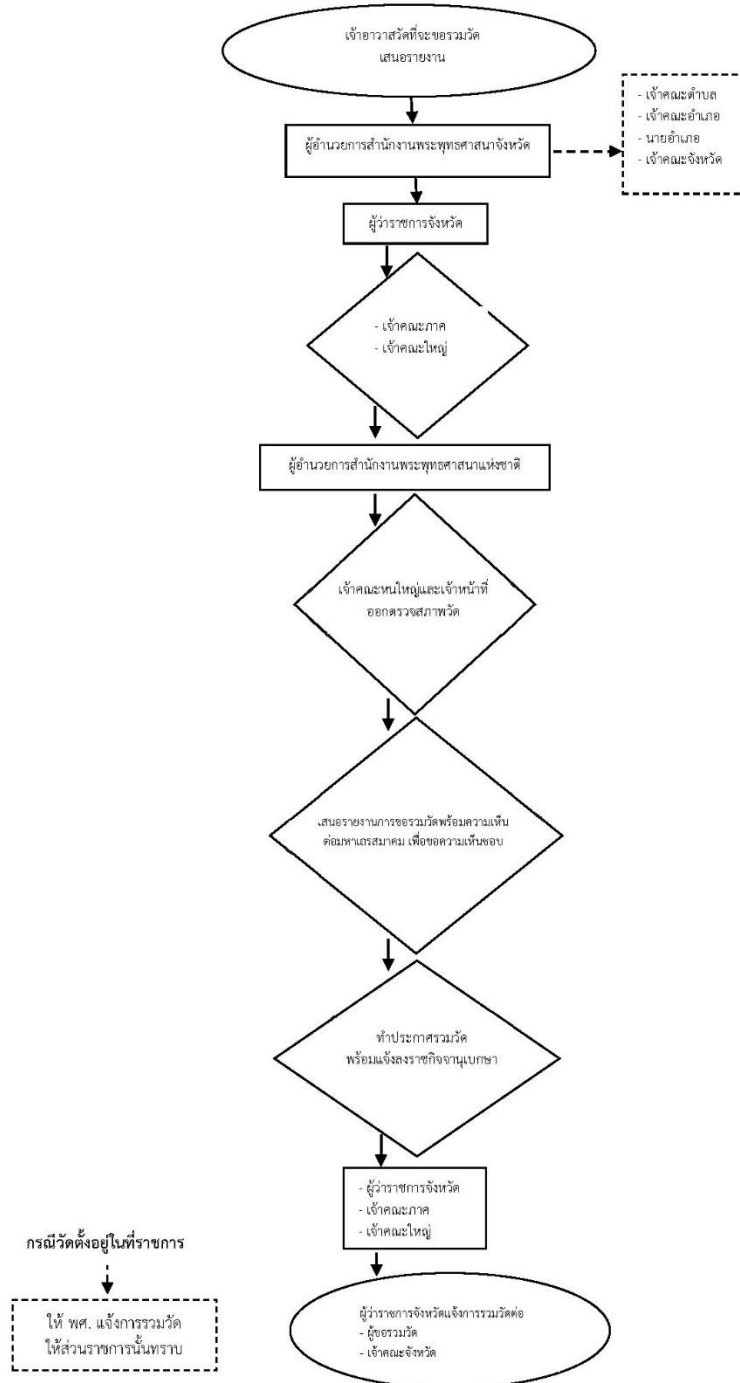 เจ้าอาวาสวัดที่จะขอรวมวัด
เสนอรายงาน
- เจ้าคณะตำบล
- เจ้าคณะอำเภอ
- นายอำเภอ
- เจ้าคณะจังหวัด
ผู้อำนวยการสำนักงานพระพุทธศาสนาจังหวัด
ผู้ว่าราชการจังหวัด
- เจ้าคณะภาค
- เจ้าคณะใหญ่
ผู้อำนวยการสำนักงานพระพุทธศาสนาแห่งชาติ
เจ้าคณะหนใหญ่และเจ้าหน้าที่
ออกตรวจสภาพวัด
เสนอรายงานการขอรวมวัดพร้อมความเห็น
ต่อมหาเถรสมาคม เพื่อขอความเห็นชอบ
ทำประกาศรวมวัด
พร้อมแจ้งลงราชกิจจานุเบกษา
- ผู้ว่าราชการจังหวัด
- เจ้าคณะภาค
- เจ้าคณะใหญ่
กรณีวัดตั้งอยู่ในที่ราชการ
ให้ พศ. แจ้งการรวมวัด
ให้ส่วนราชการนั้นทราบ
ผู้ว่าราชการจังหวัดแจ้งการรวมวัดต่อ
- ผู้ขอรวมวัด
- เจ้าคณะจังหวัด